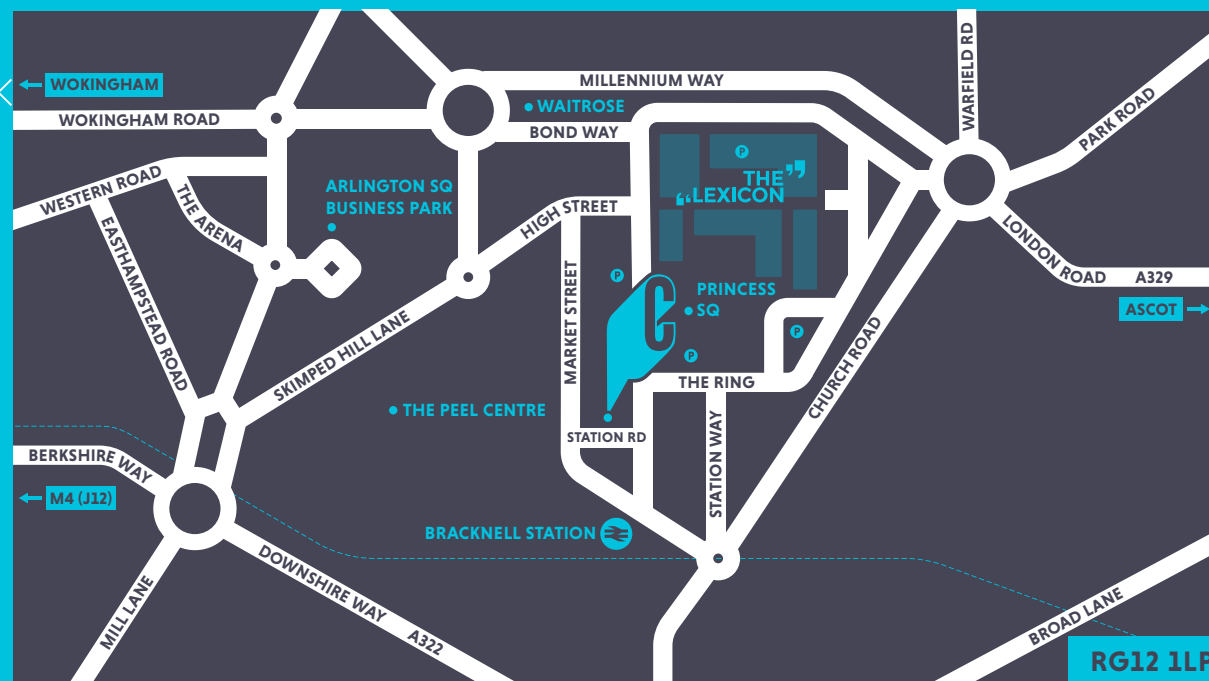 WOKINGHAM
WOKINGHAM ROAD
MILLENNIUM WAY
WAITROSE
BOND WAY
WARFIELD RD
PARK ROAD
WESTERN ROAD
THE ARENA
ARLINGTON SQ
BUSINESS PARK
HIGH STREET
P
THE ”
“LEXICON
LONDON ROAD
A329
ASCOT
EASTHAMPSTEAD ROAD
MARKET STREET
P
C
PRINCESS
SQ
P
P
SKIMPED HILL LANE
THE RING
CHURCH ROAD
THE PEEL CENTRE
STATION RD
STATION WAY
BERKSHIRE WAY
M4 (J12)
BRACKNELL STATION
MILL LANE
DOWNSHIRE WAY
A322
BROAD LANE
RG12 1LP